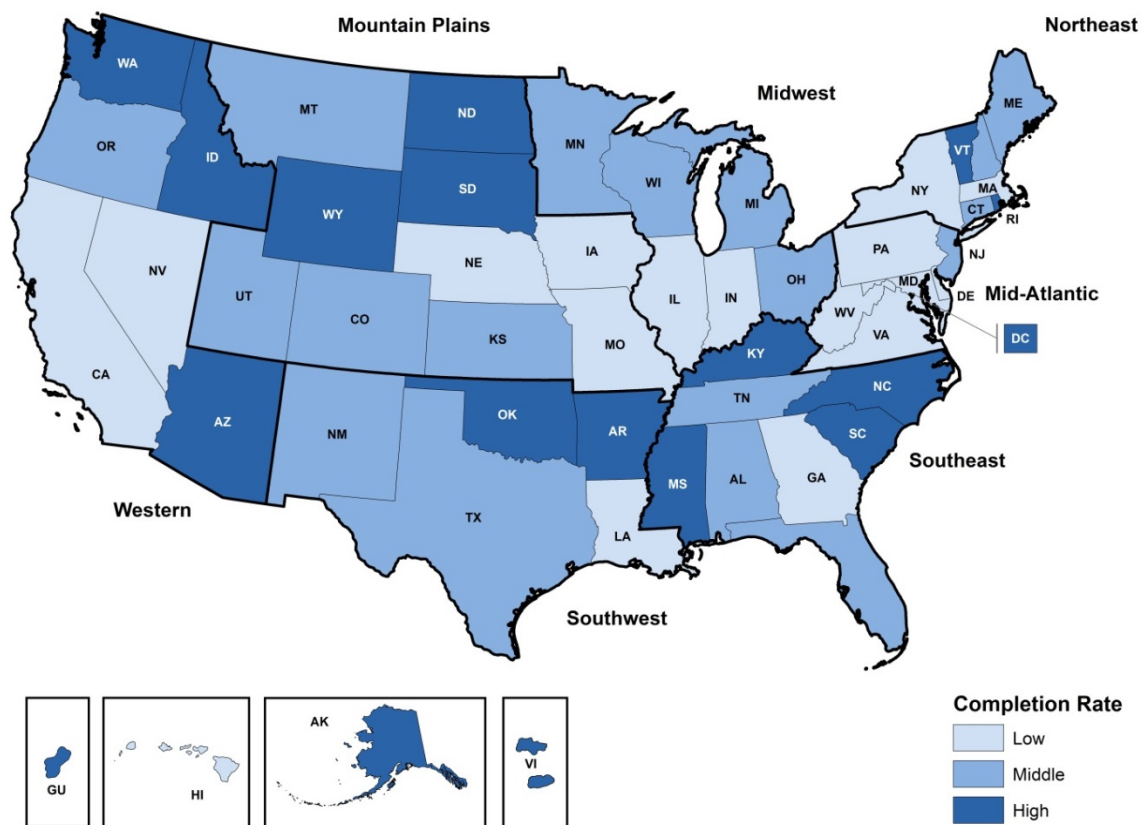 Mountain Plains
Northeast
Midwest
WA
MT
ND
MN
ME
OR
ID
SD
WI
MI
VT
NY
MA
CT
RI
WY
NE
IA
PA
NJ
NV
UT
CO
KS
IL
IN
OH
MD
DE
Mid-Atlantic
WV
VA
DC
MO
KY
CA
AZ
NM
OK
AR
TN
NC
SC
Southeast
MS
AL
GA
Western
TX
LA
Southwest
GU
HI
AK
VI
Completion Rate
Low
Middle
High